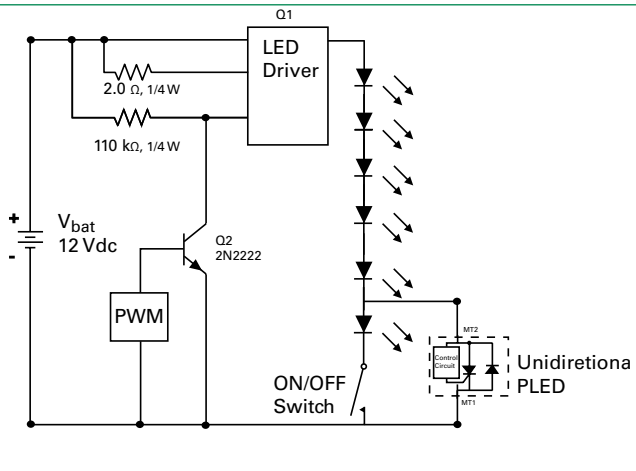 Q1
LED
Driver
2.0 Ω, 1/4 W
110 kΩ, 1/4 W
+
Vbat
12 Vdc
-
Q2
2N2222
PWM
MT2
Control
Circuit
MT1
Unidiretiona
PLED
ON/OFF
Switch